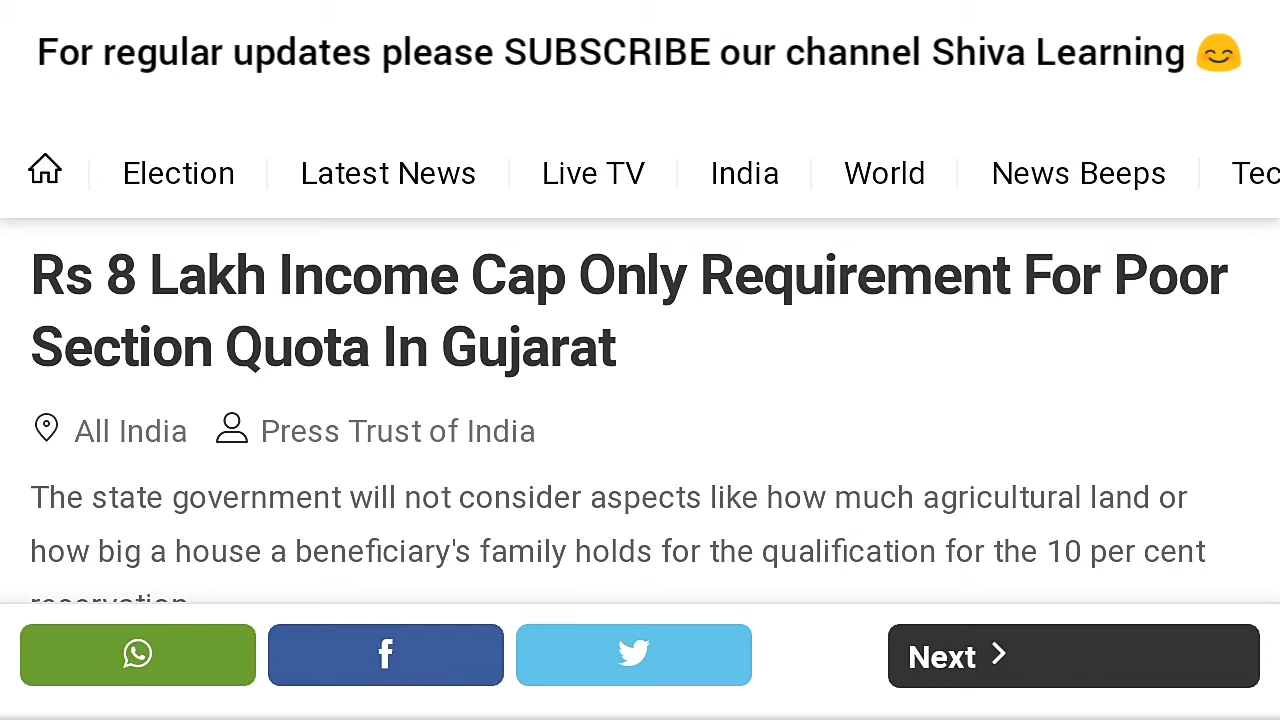 For regular updates please SUBSCRIBE our channel Shiva Learning 😊
Election Latest News Live TV India World News Beeps Tec
Rs 8 Lakh Income Cap Only Requirement For Poor
Section Quota In Gujarat
All India Press Trust of India
The state government will not consider aspects like how much agricultural land or
how big a house a beneficiary's family holds for the qualification for the 10 per cent
reservation
Next